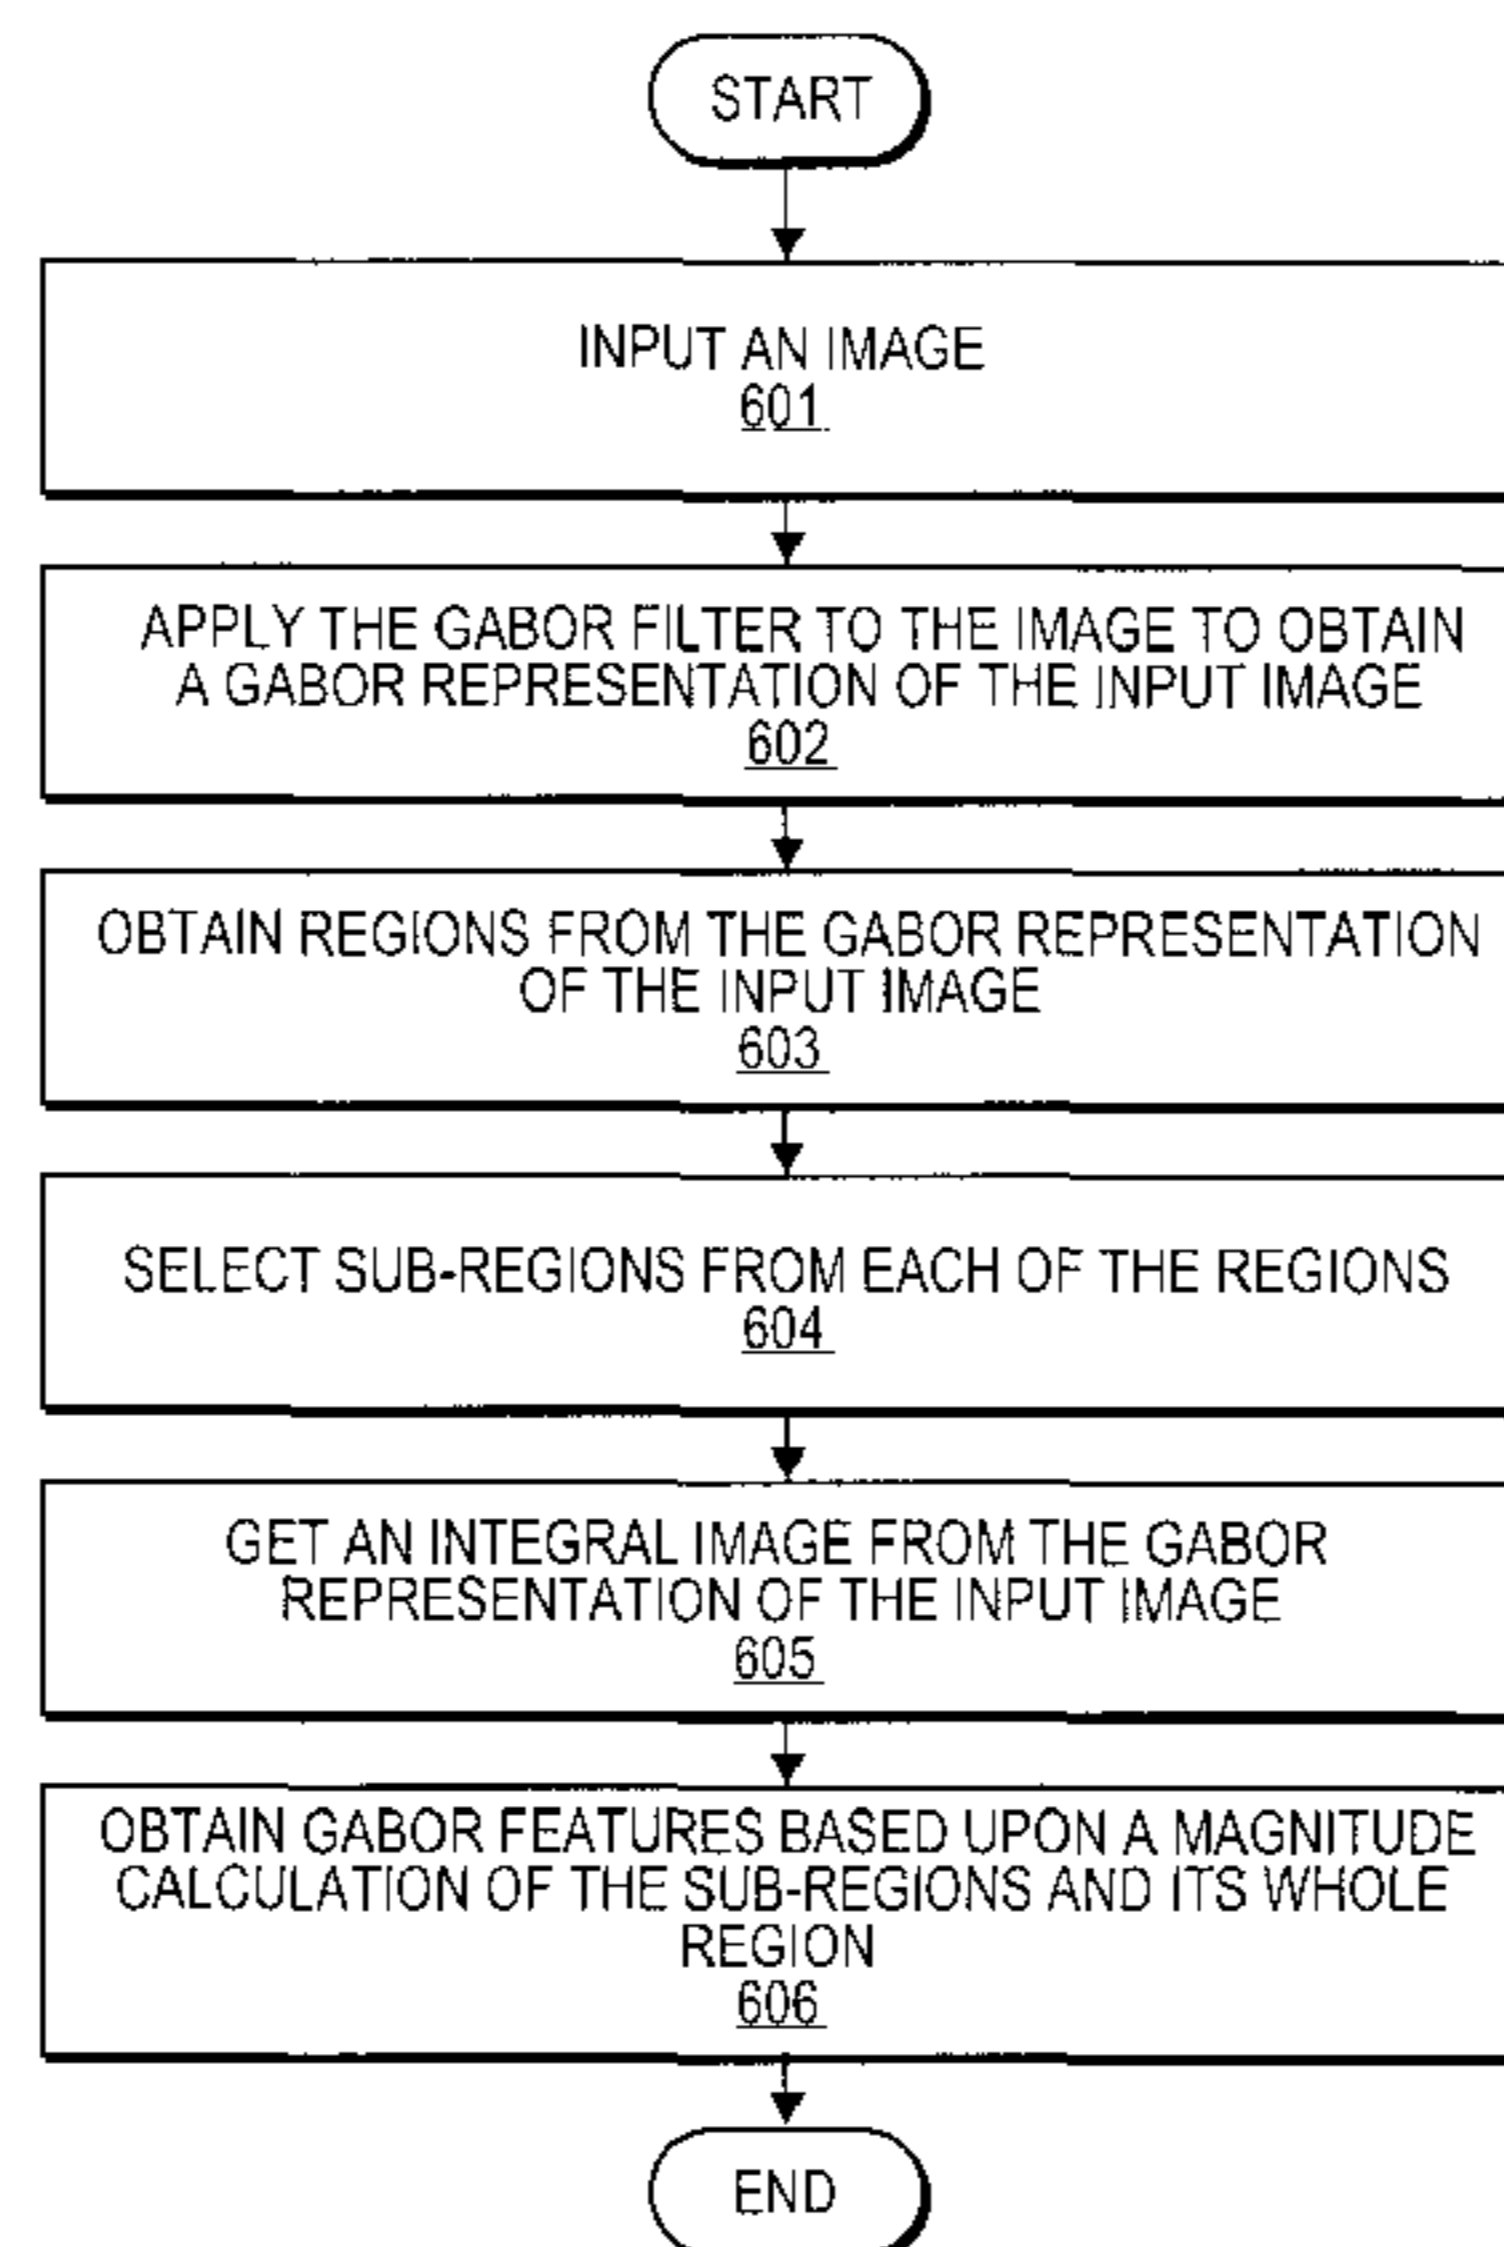 START
INPUT AN IMAGE
601
APPLY THE GABOR FILTER TO THE IMAGE TO OBTAIN
A GABOR REPRESENTATION OF THE INPUT IMAGE
602
OBTAIN REGIONS FROM THE GABOR REPRESENTATION
OF THE INPUT IMAGE
603
SELECT SUB-REGIONS FROM EACH OF THE REGIONS
604
GET AN INTEGRAL IMAGE FROM THE GABOR
REPRESENTATION OF THE INPUT IMAGE
605
OBTAIN GABOR FEATURES BASED UPON A MAGNITUDE
CALCULATION OF THE SUB-REGIONS AND ITS WHOLE
REGION
606
END